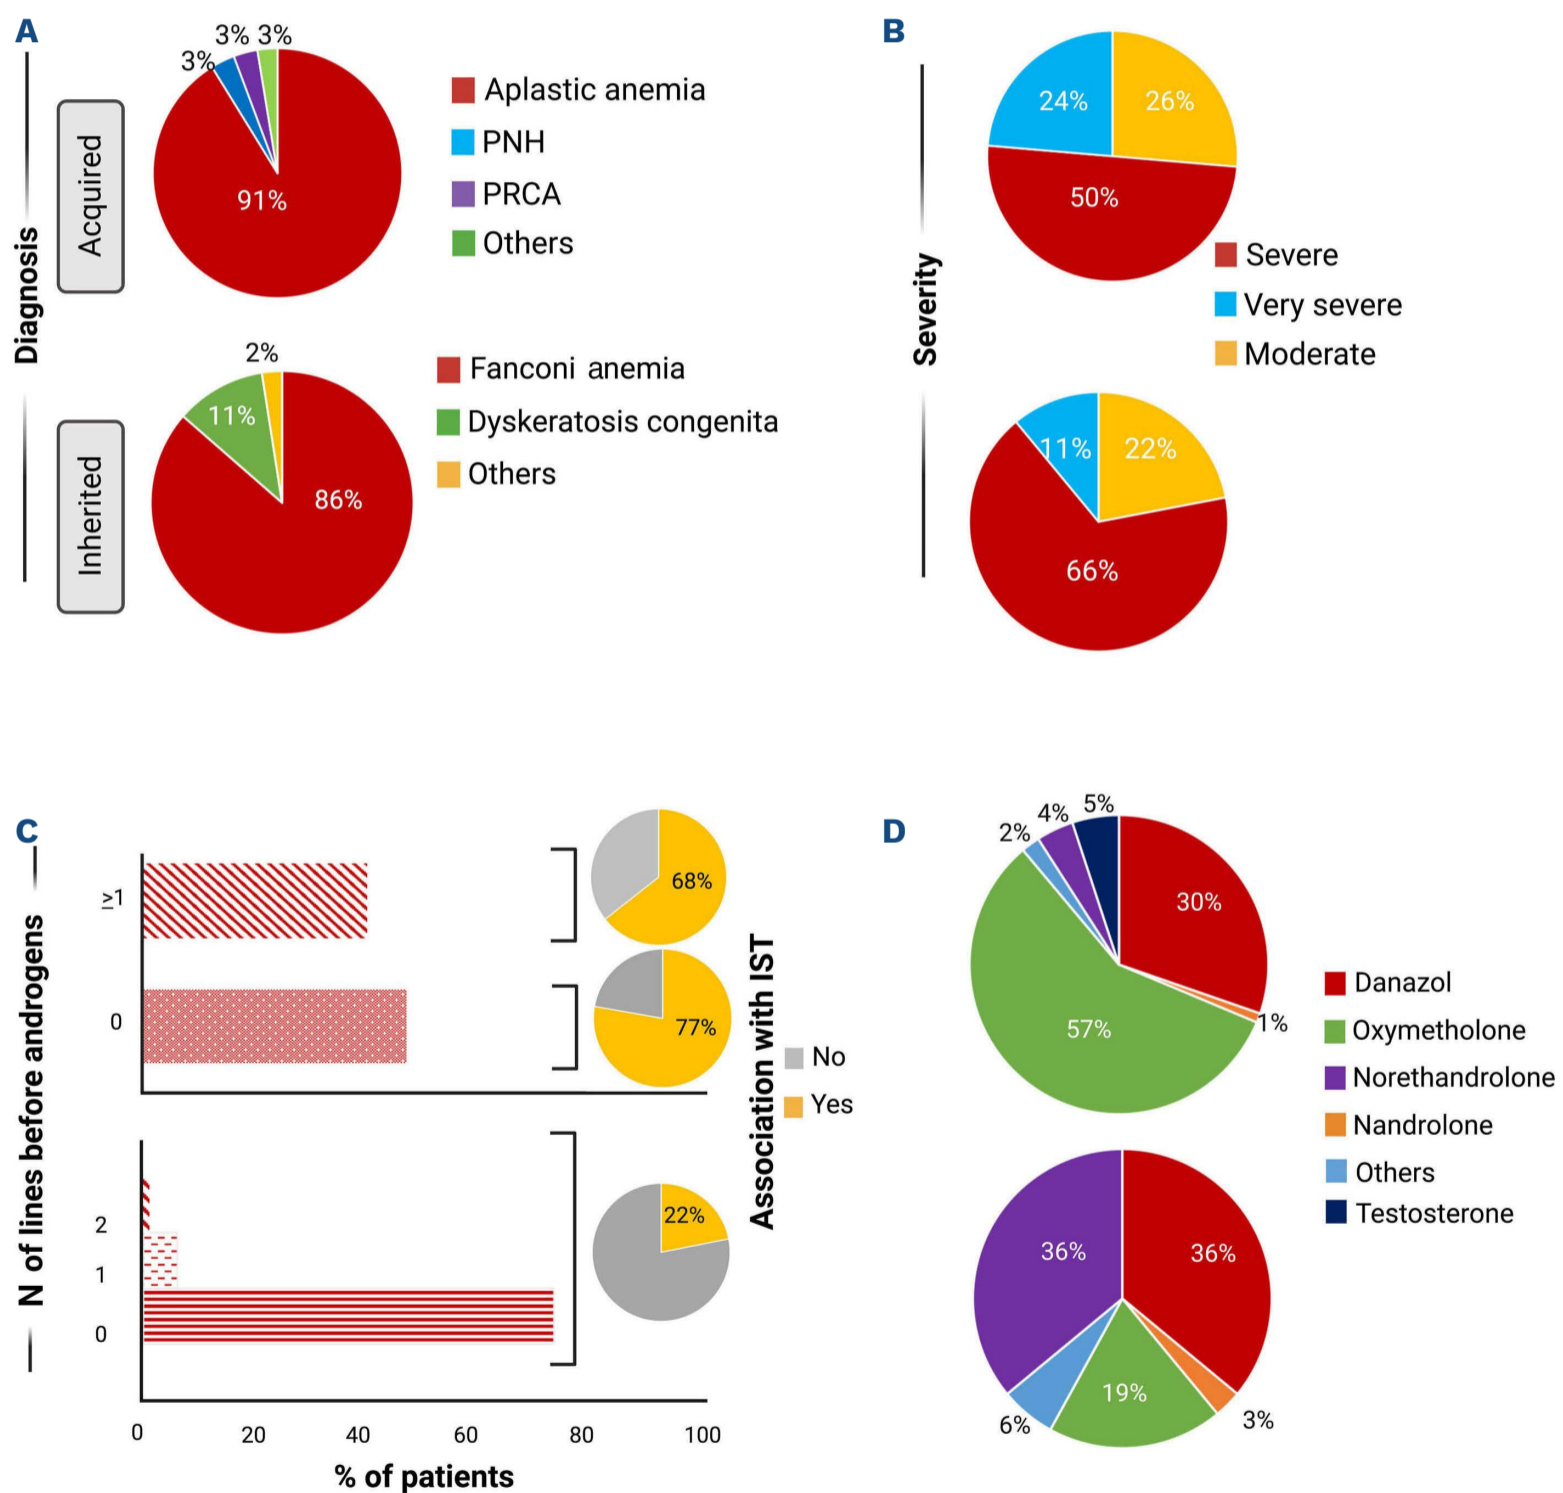 A
Diagnosis
Acquired
3%
3%
3%
91%
Aplastic anemia
PNH
PRCA
Others
Inherited
2%
11%
86%
Fanconi anemia
Dyskeratosis congenita
Others
B
Severity
24%
26%
50%
Severe
Very severe
Moderate
11%
22%
66%
C
N of lines before androgens
≥1
0
68%
77%
2
1
0
22%
Association with IST
No
Yes
0 20 40 60 80 100
% of patients
D
2%
4%
5%
30%
1%
57%
Danazol
Oxymetholone
Norethandrolone
Nandrolone
Others
Testosterone
36%
36%
19%
6%
3%